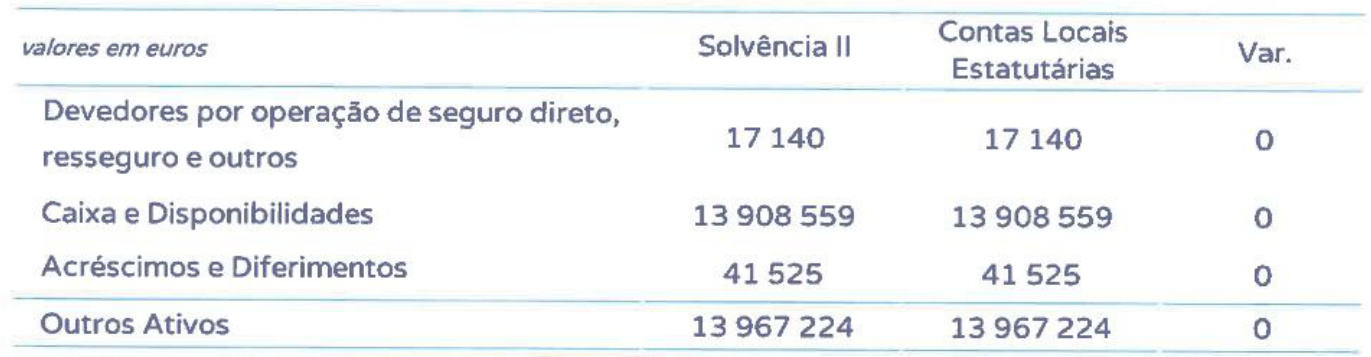 valores em euros Solvência II Contas Locais Estatutárias Var.
Devedores por operação de seguro direto,
resseguro e outros 17 140 17 140 0
Caixa e Disponibilidades 13 908 559 13 908 559 0
Acréscimos e Diferimentos 41 525 41 525 0
Outros Ativos 13 967 224 13 967 224 0